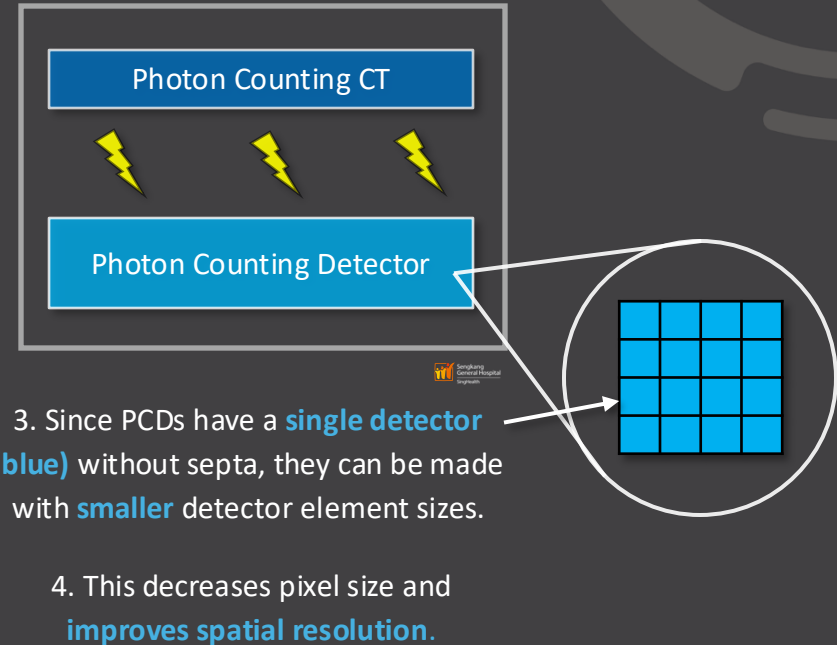 Photon Counting CT
Photon Counting Detector
Sengkang
General Hospital
SingHealth
3. Since PCDs have a single detector
blue) without septa, they can be made
with smaller detector element sizes.
4. This decreases pixel size and
improves spatial resolution.